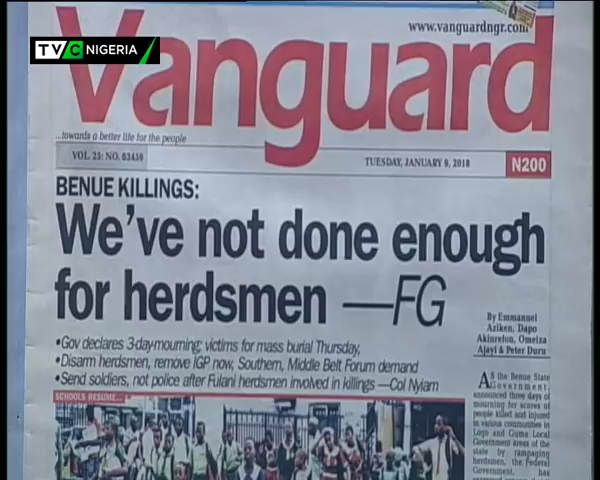 www.vanguardngr.com
TVC NIGERIA
Vanguard
...towards a better life for the people
VOL. 25: NO. 63459
TUESDAY, JANUARY 9, 2018
N200
BENUE KILLINGS:
We've not done enough
for herdsmen —FG
•Gov declares 3-day mourning; victims for mass burial Thursday,
•Disarm herdsmen, remove IGP now, Southern, Middle Belt Forum demand
•Send soldiers, not police after Fulani herdsmen involved in killings —Col Nyiam
By Emmanuel
Aziken, Dapo
Akinrefon, Omeiza
Ajayi & Peter Duru
SCHOOLS RESUME...
AS the Benue State
Government
announced three days of
mourning for scores of
people killed and injured
in various communities in
Logo and Guma Local
Government areas of the
state by rampaging
herdsmen, the Federal
Government, has